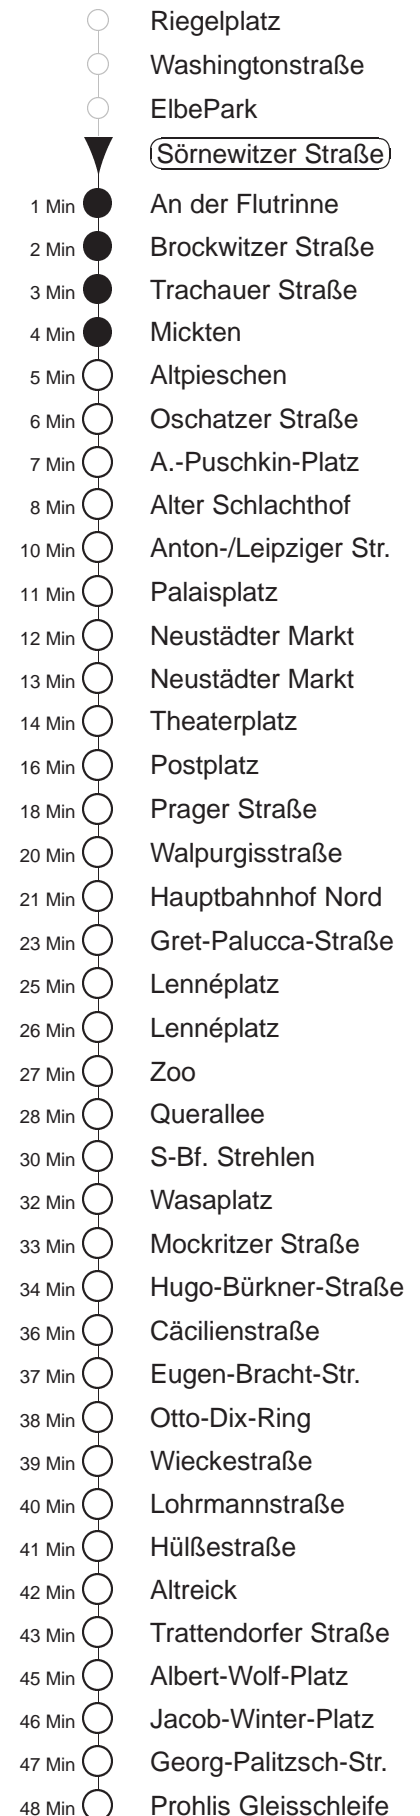 Riegelplatz
Washingtonstraße
ElbePark
Sörnewitzer Straße
1 Min An der Flutrinne
2 Min Brockwitzer Straße
3 Min Trachauer Straße
4 Min Mickten
5 Min Altpieschen
6 Min Oschatzer Straße
7 Min A.-Puschkin-Platz
8 Min Alter Schlachthof
10 Min Anton-/Leipziger Str.
11 Min Palaisplatz
12 Min Neustädter Markt
13 Min Neustädter Markt
14 Min Theaterplatz
16 Min Postplatz
18 Min Prager Straße
20 Min Walpurgisstraße
21 Min Hauptbahnhof Nord
23 Min Gret-Palucca-Straße
25 Min Lennéplatz
26 Min Lennéplatz
27 Min Zoo
28 Min Querallee
30 Min S-Bf. Strehlen
32 Min Wasaplatz
33 Min Mockritzer Straße
34 Min Hugo-Bürkner-Straße
36 Min Cäcilienstraße
37 Min Eugen-Bracht-Str.
38 Min Otto-Dix-Ring
39 Min Wieckestraße
40 Min Lohrmannstraße
41 Min Hülßestraße
42 Min Altreick
43 Min Trattendorfer Straße
45 Min Albert-Wolf-Platz
46 Min Jacob-Winter-Platz
47 Min Georg-Palitzsch-Str.
48 Min Prohlis Gleisschleife